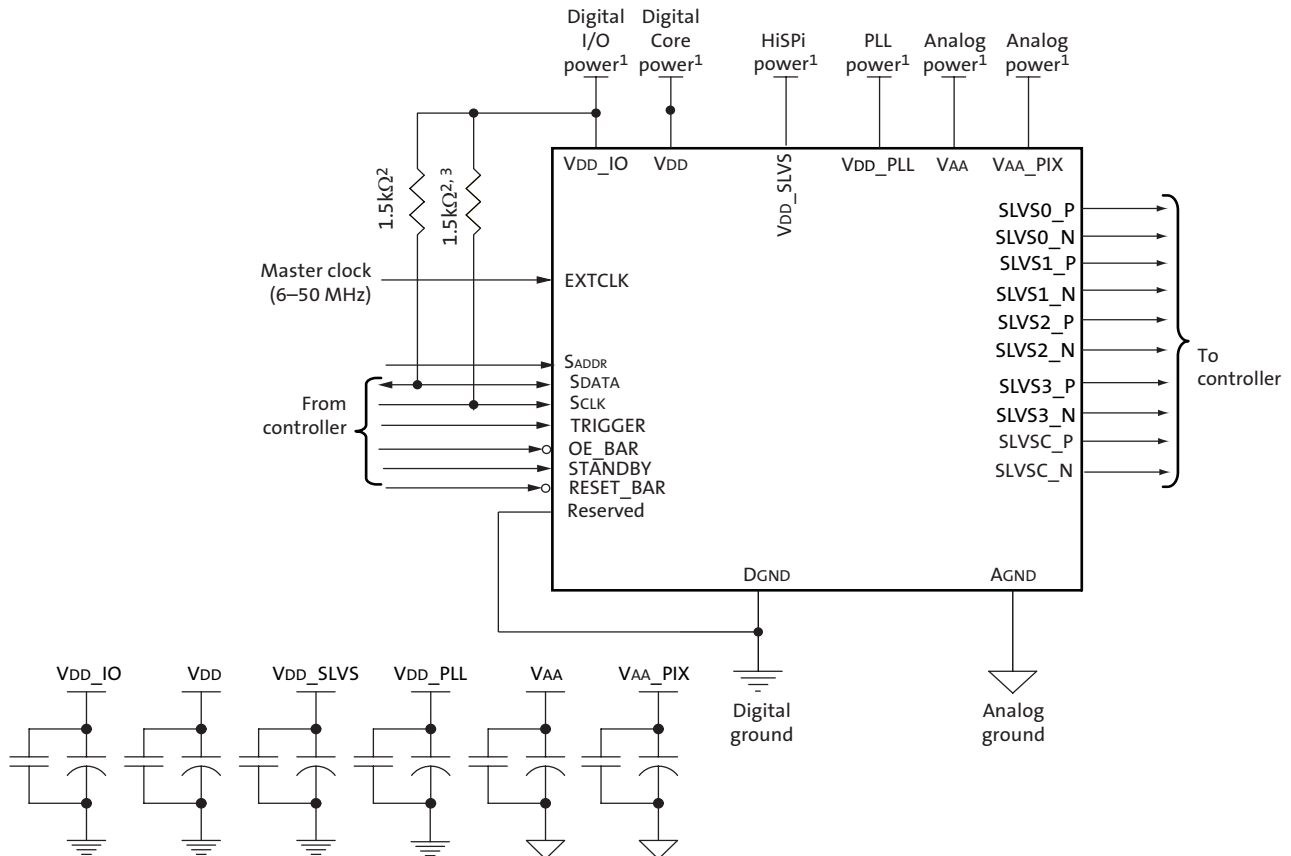 Digital
I/O
power1
Digital
Core
power1
HiSPi
power1
PLL
power1
Analog
power1
Analog
power1
VDD_IO
VDD
VDD_SLVS
VDD_PLL
VAA
VAA_PIX
1.5kΩ2
1.5kΩ2, 3
Master clock
(6–50 MHz)
EXTCLK
SADDR
SDATA
SCLK
TRIGGER
OE_BAR
STANDBY
RESET_BAR
Reserved
From
controller
SLVS0_P
SLVS0_N
SLVS1_P
SLVS1_N
SLVS2_P
SLVS2_N
SLVS3_P
SLVS3_N
SLVSC_P
SLVSC_N
To
controller
DGND
AGND
Digital
ground
Analog
ground
VDD_IO
VDD
VDD_SLVS
VDD_PLL
VAA
VAA_PIX